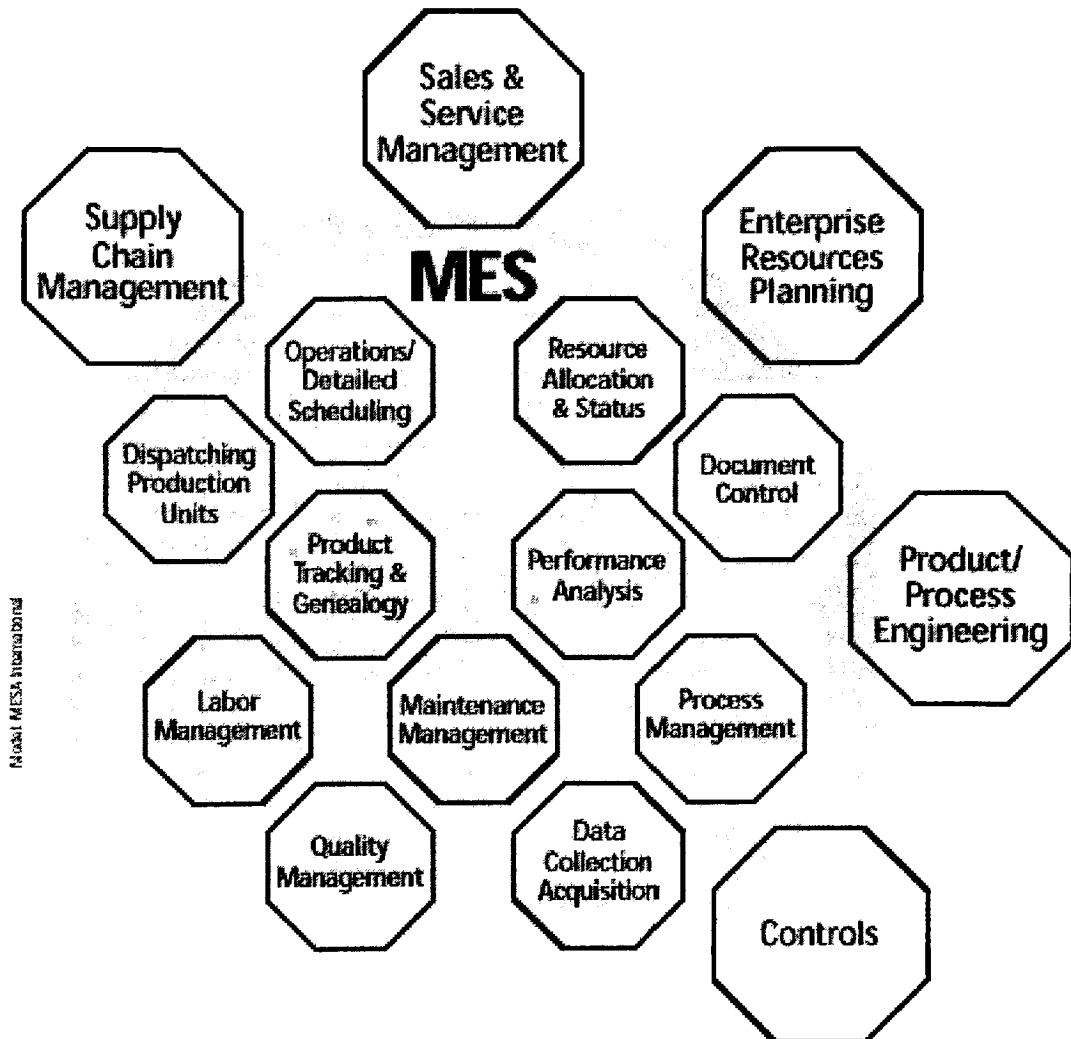 Sales &
Service
Management
Supply
Chain
Management
Enterprise
Resources
Planning
MES
Operations/
Detailed
Scheduling
Resource
Allocation
& Status
Dispatching
Production
Units
Document
Control
Product
Tracking &
Genealogy
Performance
Analysis
Product/
Process
Engineering
Labor
Management
Maintenance
Management
Process
Management
Quality
Management
Data
Collection
Acquisition
Controls
Model: MESA International